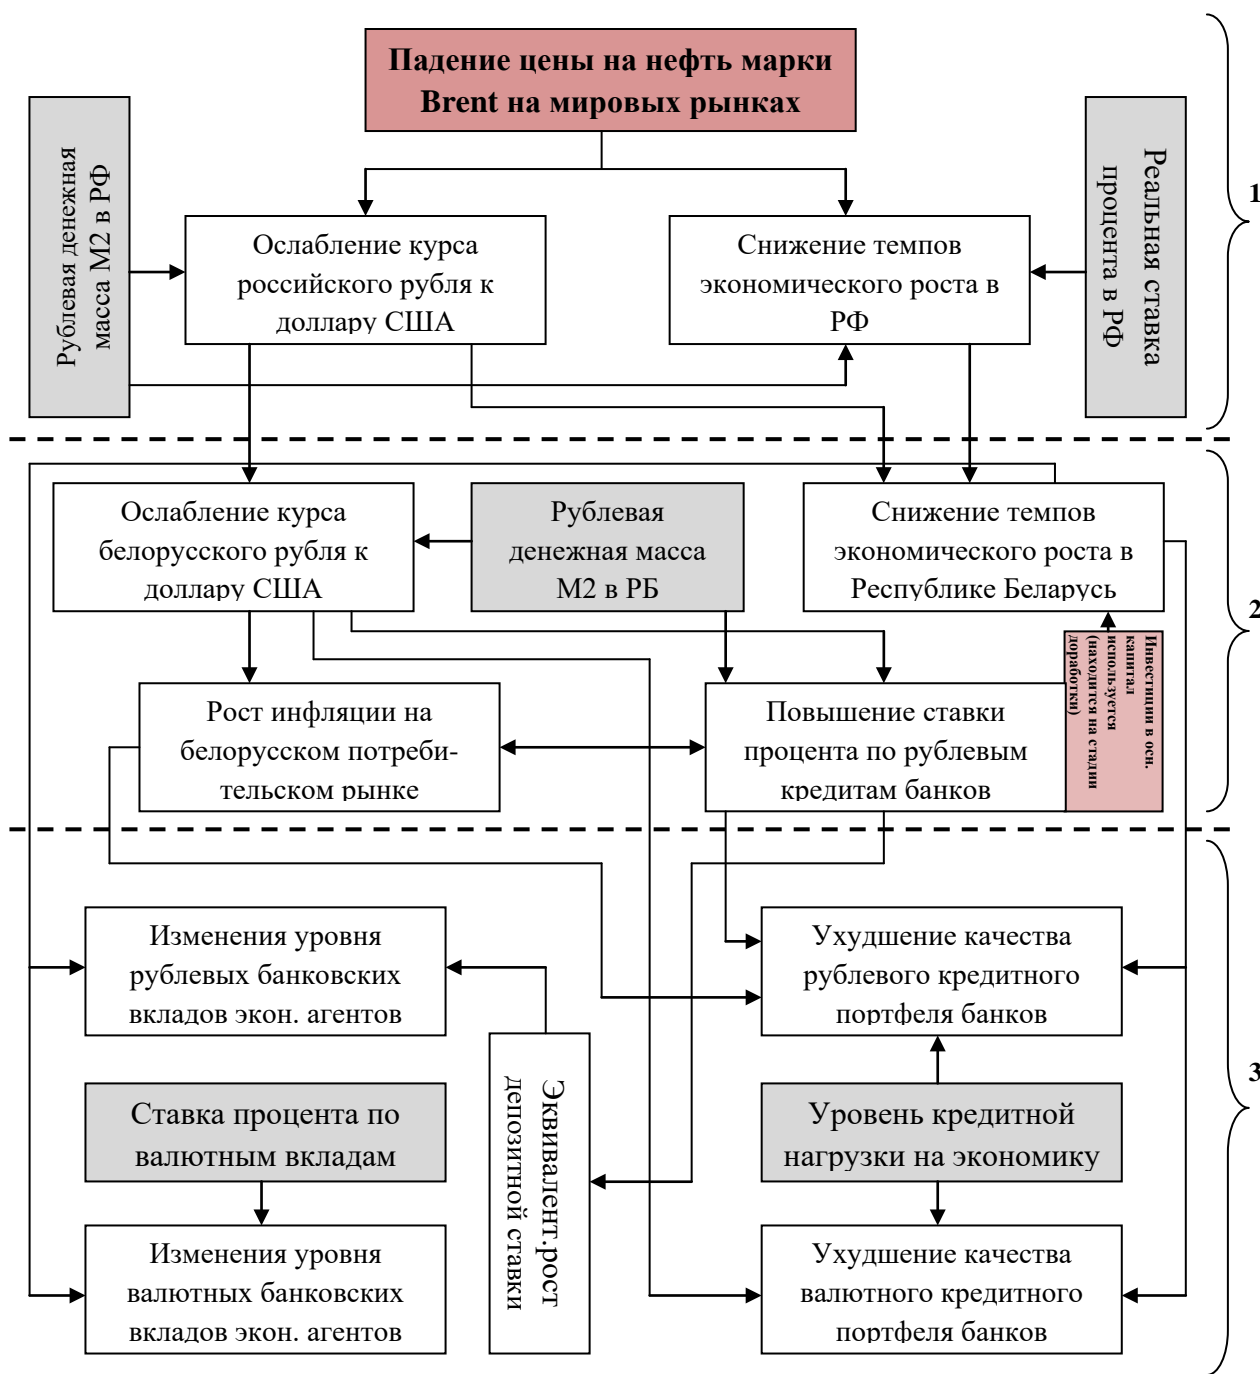 Падение цены на нефть марки
Brent на мировых рынках
Рублевая денежная
масса М2 в РФ
Реальная ставка
процента в РФ
1
Ослабление курса
российского рубля к
доллару США
Снижение темпов
экономического роста в
РФ
Ослабление курса
белорусского рубля к
доллару США
Рублевая
денежная масса
М2 в РБ
Снижение темпов
экономического роста в
Республике Беларусь
2
Инвестиции в осн.
капитал
используется
(находится на стадии
доработки)
Рост инфляции на
белорусском потреби-
тельском рынке
Повышение ставки
процента по рублевым
кредитам банков
Изменения уровня
рублевых банковских
вкладов экон. агентов
Ухудшение качества
рублевого кредитного
портфеля банков
Эквивалент.рост
депозитной ставки
3
Ставка процента по
валютным вкладам
Уровень кредитной
нагрузки на экономику
Изменения уровня
валютных банковских
вкладов экон. агентов
Ухудшение качества
валютного кредитного
портфеля банков